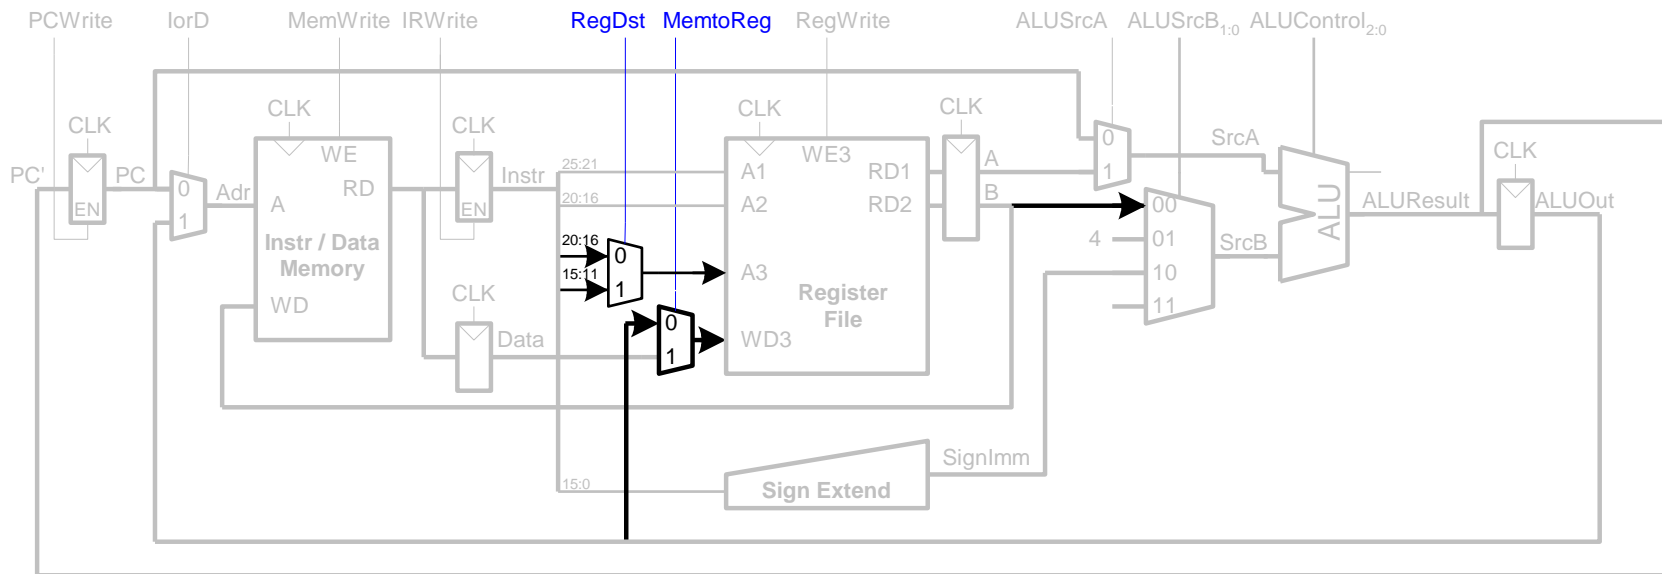 PCWrite IorD MemWrite IRWrite RegDst MemtoReg RegWrite ALUSrcA ALUSrcB1:0 ALUControl2:0
CLK CLK CLK CLK CLK
CLK CLK
PC' PC EN
0 1 Adr
WE RD A
Instr / Data
Memory
WD
EN Instr
CLK
Data
25:21
20:16
20:16
15:11
15:0
0 1
0 1
WE3
A1 RD1
A2 RD2
A3
Register
File
WD3
A
B
0 1
SrcA
00
4 01
10
11
SrcB
ALU
ALUResult
ALUOut
SignImm
Sign Extend